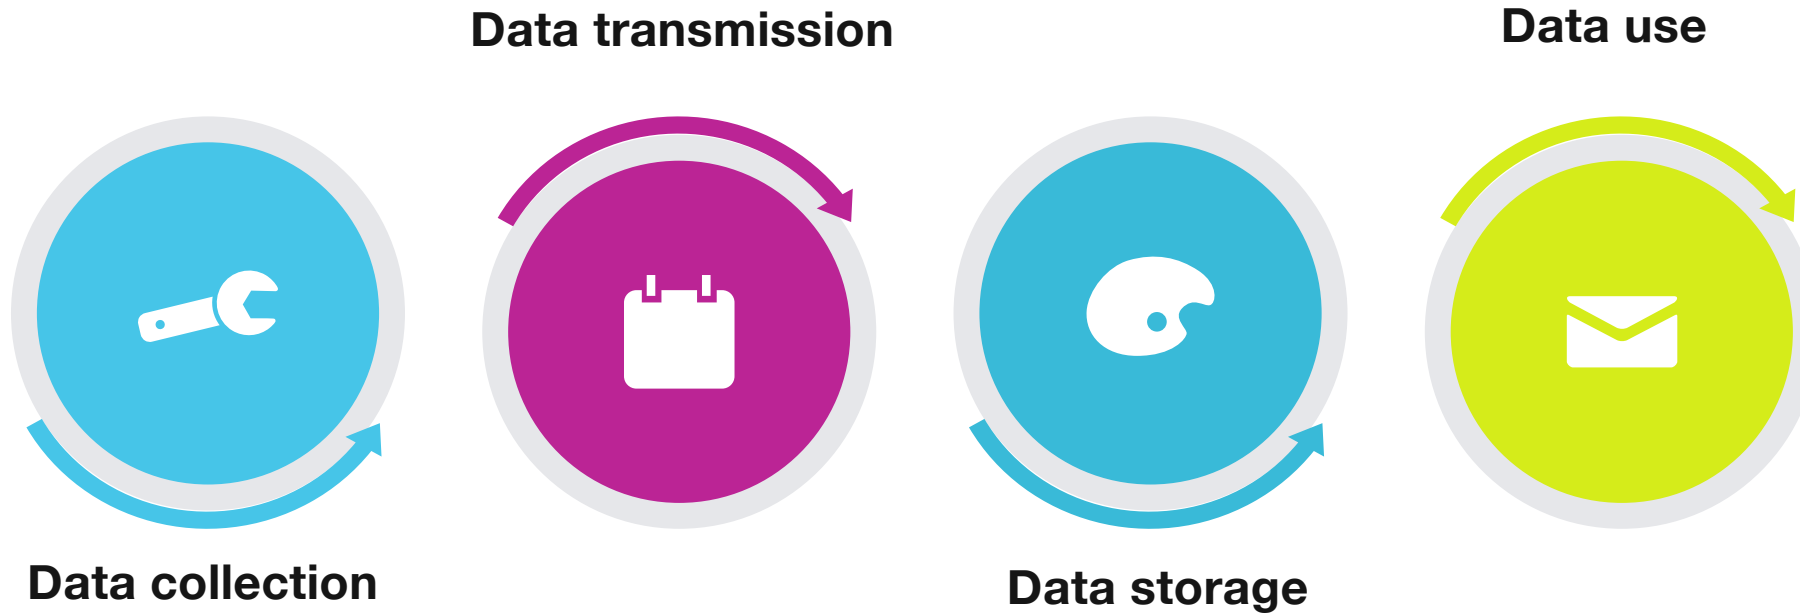 Data collection
Data transmission
Data storage
Data use